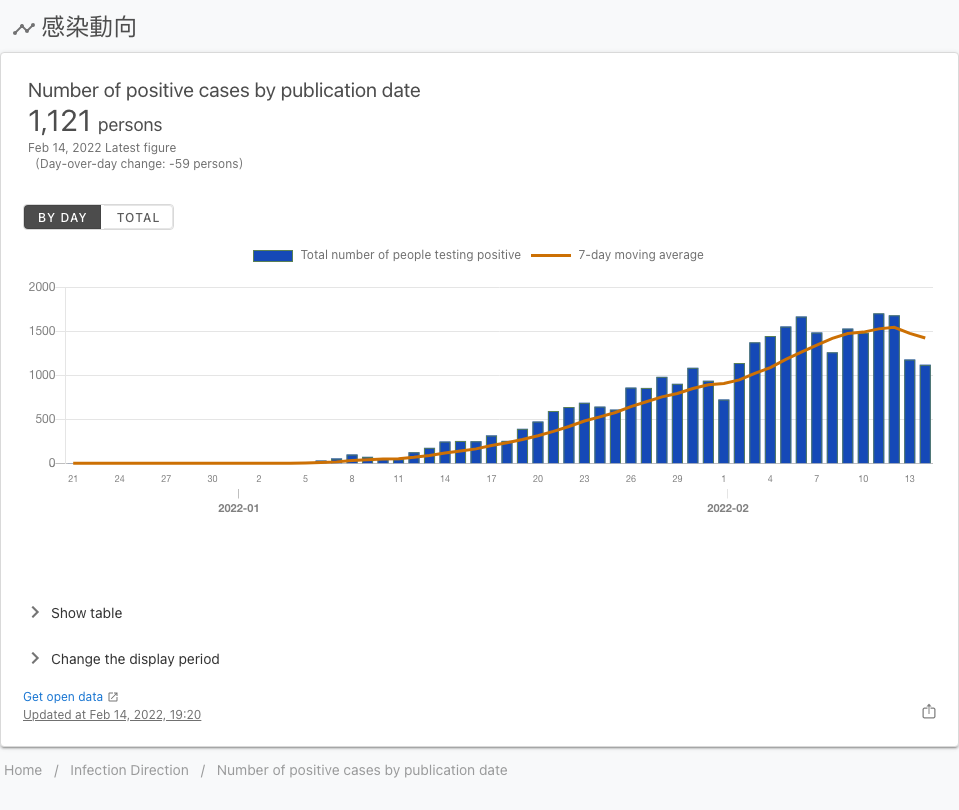 感染動向
Number of positive cases by publication date
1,121 persons
Feb 14, 2022 Latest figure
(Day-over-day change: -59 persons)
BY DAY TOTAL
Total number of people testing positive 7-day moving average
2000
1500
1000
500
0
21 24 27 30 2 5 8 11 14 17 20 23 26 29 1 4 7 10 13
2022-01 2022-02
Show table
Change the display period
Get open data
Updated at Feb 14, 2022, 19:20
Home / Infection Direction / Number of positive cases by publication date